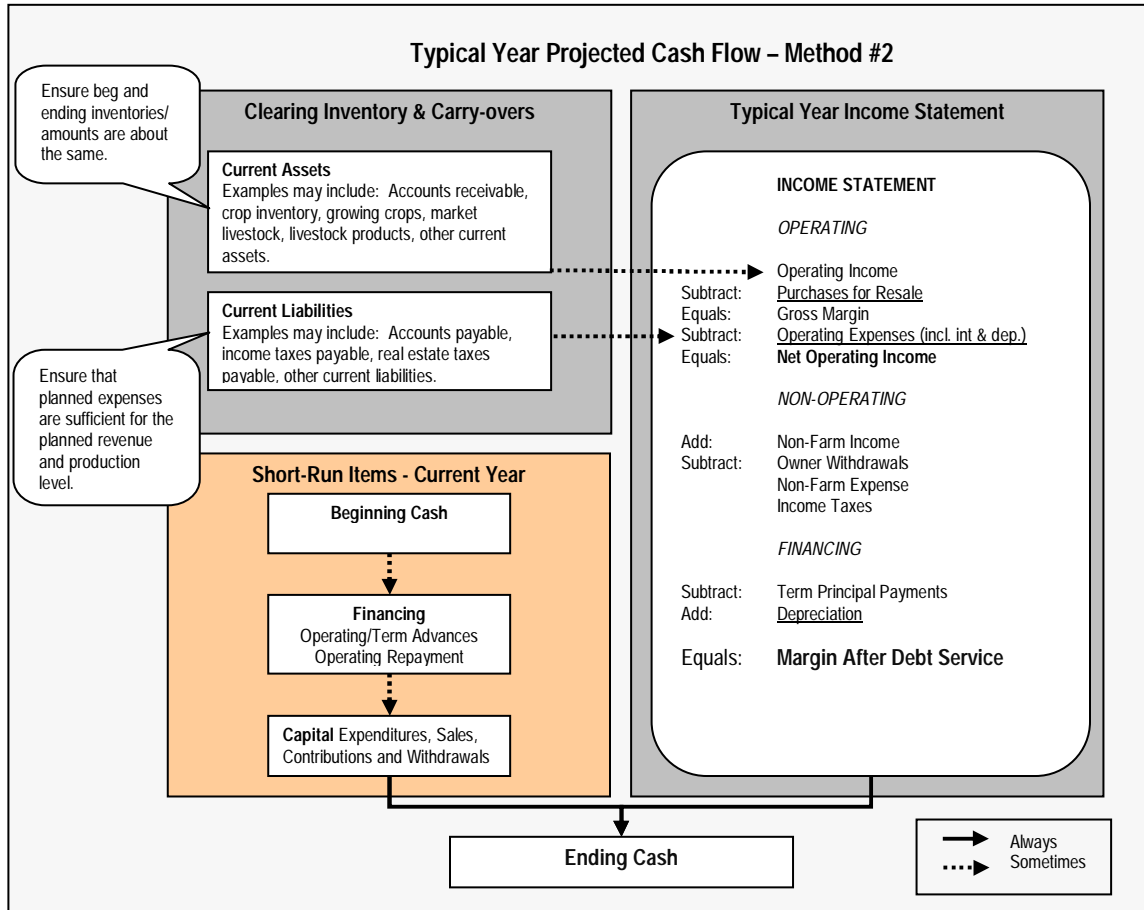 Typical Year Projected Cash Flow – Method #2
Ensure beg and
ending inventories/
amounts are about
the same.
Clearing Inventory & Carry-overs
Current Assets
Examples may include: Accounts receivable,
crop inventory, growing crops, market
livestock, livestock products, other current
assets.
Current Liabilities
Examples may include: Accounts payable,
income taxes payable, real estate taxes
payable, other current liabilities.
Ensure that
planned expenses
are sufficient for the
planned revenue
and production
level.
Short-Run Items - Current Year
Beginning Cash
Financing
Operating/Term Advances
Operating Repayment
Capital Expenditures, Sales,
Contributions and Withdrawals
Typical Year Income Statement
INCOME STATEMENT
OPERATING
Operating Income
Subtract: Purchases for Resale
Equals: Gross Margin
Subtract: Operating Expenses (incl. int & dep.)
Equals: Net Operating Income
NON-OPERATING
Add: Non-Farm Income
Subtract: Owner Withdrawals
Non-Farm Expense
Income Taxes
FINANCING
Subtract: Term Principal Payments
Add: Depreciation
Equals: Margin After Debt Service
Ending Cash
Always
Sometimes